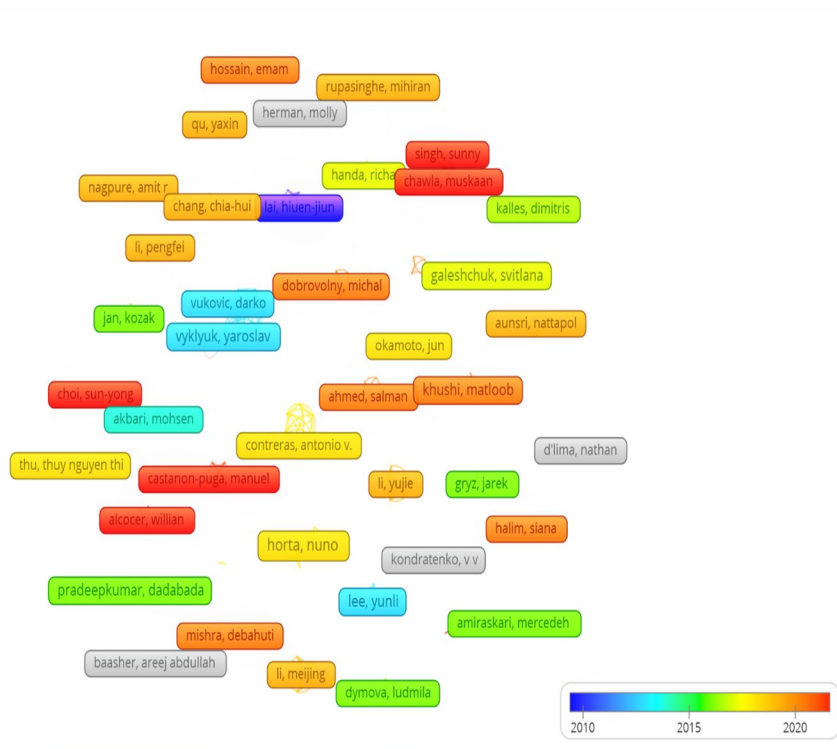 hossain, emam
rupasinghe, mihiran
herman, molly
qu, yaxin
singh, sunny
handa, richa
chawla, muskaan
nagpure, amit r
chang, chia-hui
lai, hiuen-jiun
kalles, dimitris
li, pengfei
galeshchuk, svitlana
dobrovolny, michal
vukovic, darko
jan, kozak
aunsri, nattapol
vyklyuk, yaroslav
okamoto, jun
choi, sun-yong
ahmed, salman
khushi, matloob
akbari, mohsen
contreras, antonio v.
d'lima, nathan
thu, thuy nguyen thi
castanon-puga, manuel
li, yujie
gryz, jarek
alcocer, willian
halim, siana
horta, nuno
kondratenko, v v
pradeepkumar, dadabada
lee, yunli
amiraskari, mercedeh
mishra, debahuti
baasher, areej abdullah
li, meijing
dymova, ludmila
2010 2015 2020